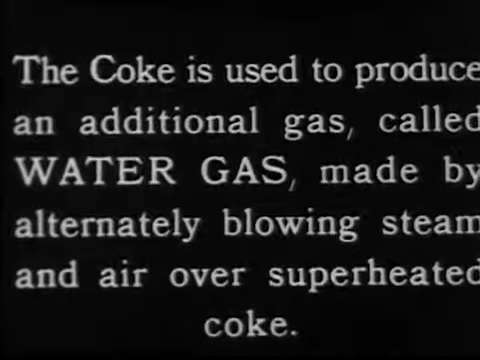 The Coke is used to produce
an additional gas, called
WATER GAS, made by
alternately blowing steam
and air over superheated
coke.